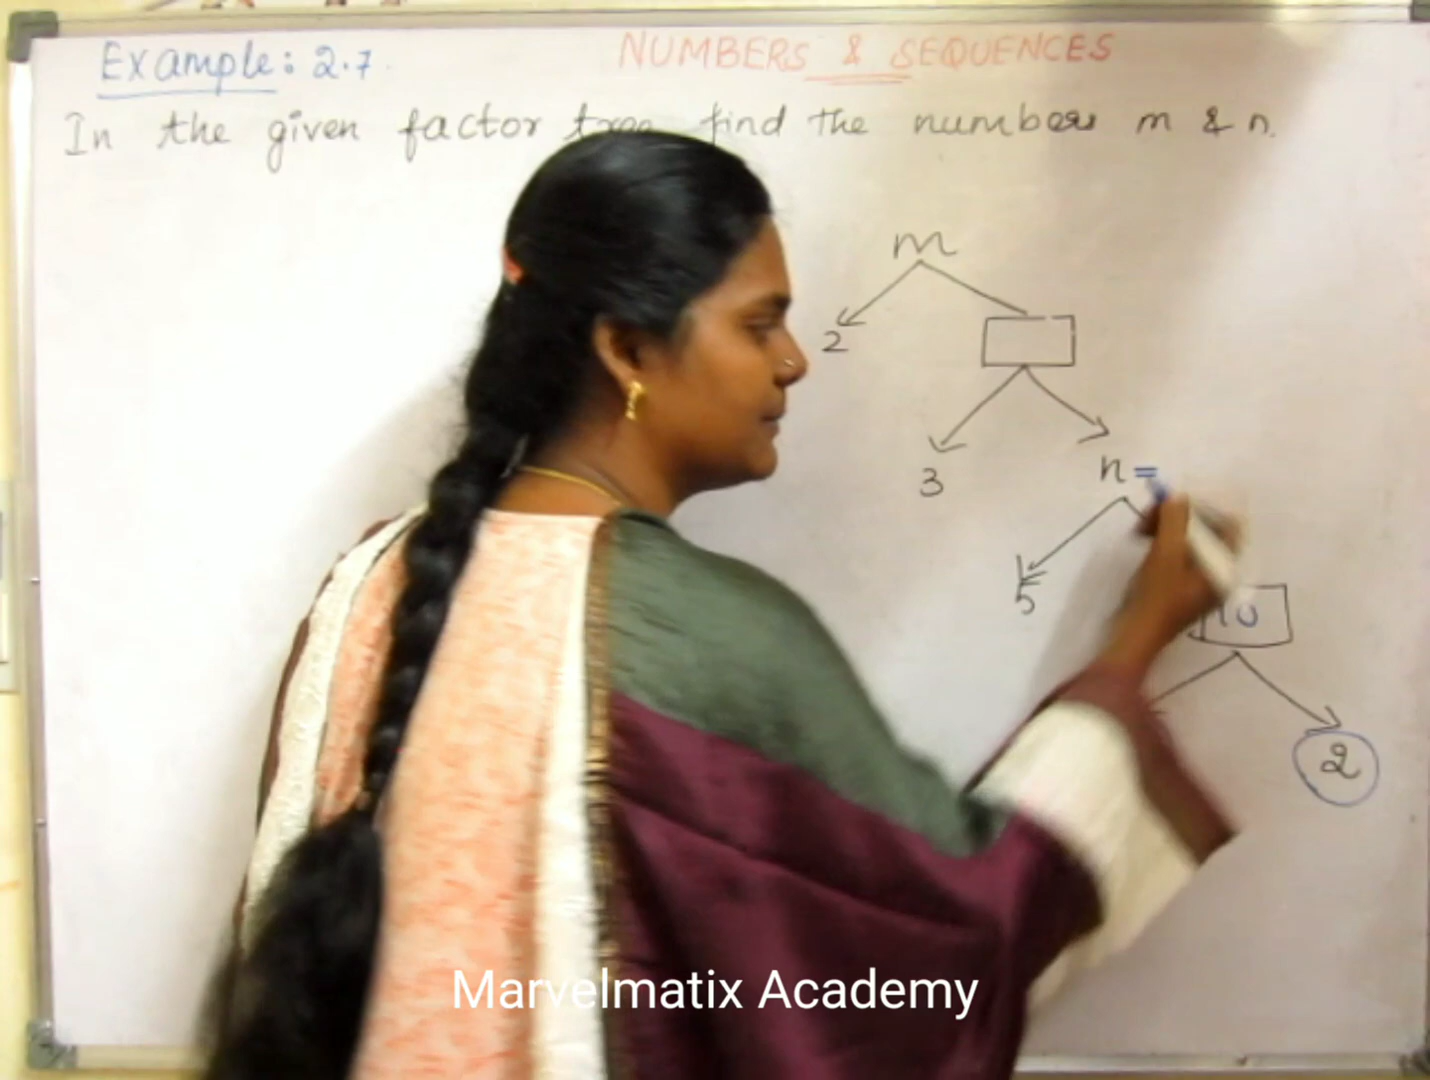 Example: 2.7.
NUMBERS & SEQUENCES
In the given factor tree find the numbers m & n.
m
2
3
n =
5
10
2
Marvelmatix Academy